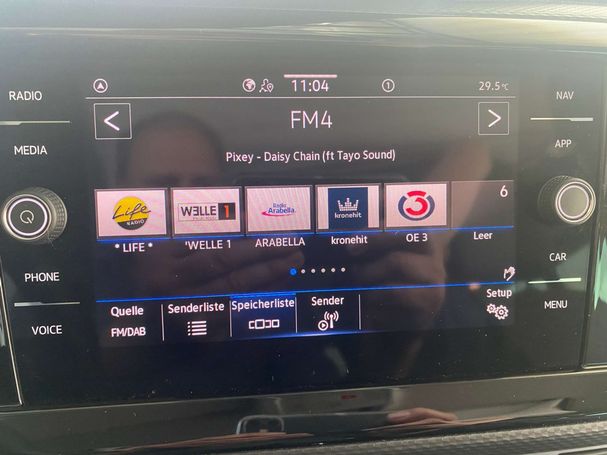 RADIO
MEDIA
PHONE
VOICE
11:04
1
29.5°C
FM4
Pixey - Daisy Chain (ft Tayo Sound)
Life
RADIO
WELLE 1
Radio
Arabella
kronehit
3
6
* LIFE *
'WELLE 1
ARABELLA
kronehit
OE 3
Leer
Quelle
FM/DAB
Senderliste
Speicherliste
Sender
Setup
NAV
APP
CAR
MENU